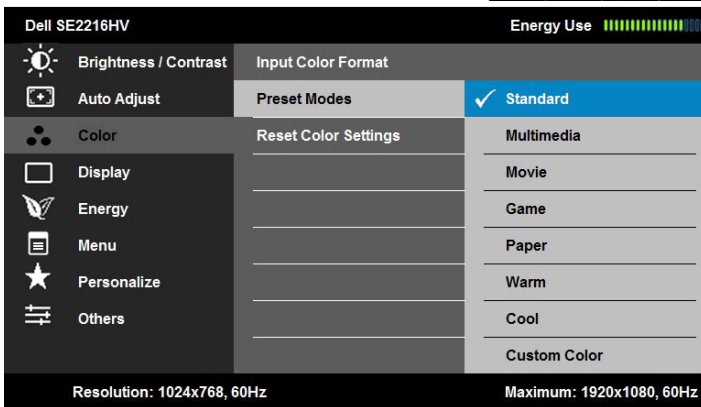 Dell SE2216HV Energy Use
Brightness / Contrast Input Color Format
Auto Adjust Preset Modes Standard
Color Reset Color Settings Multimedia
Display Movie
Energy Game
Menu Paper
Personalize Warm
Others Cool
Custom Color
Resolution: 1024x768, 60Hz Maximum: 1920x1080, 60Hz